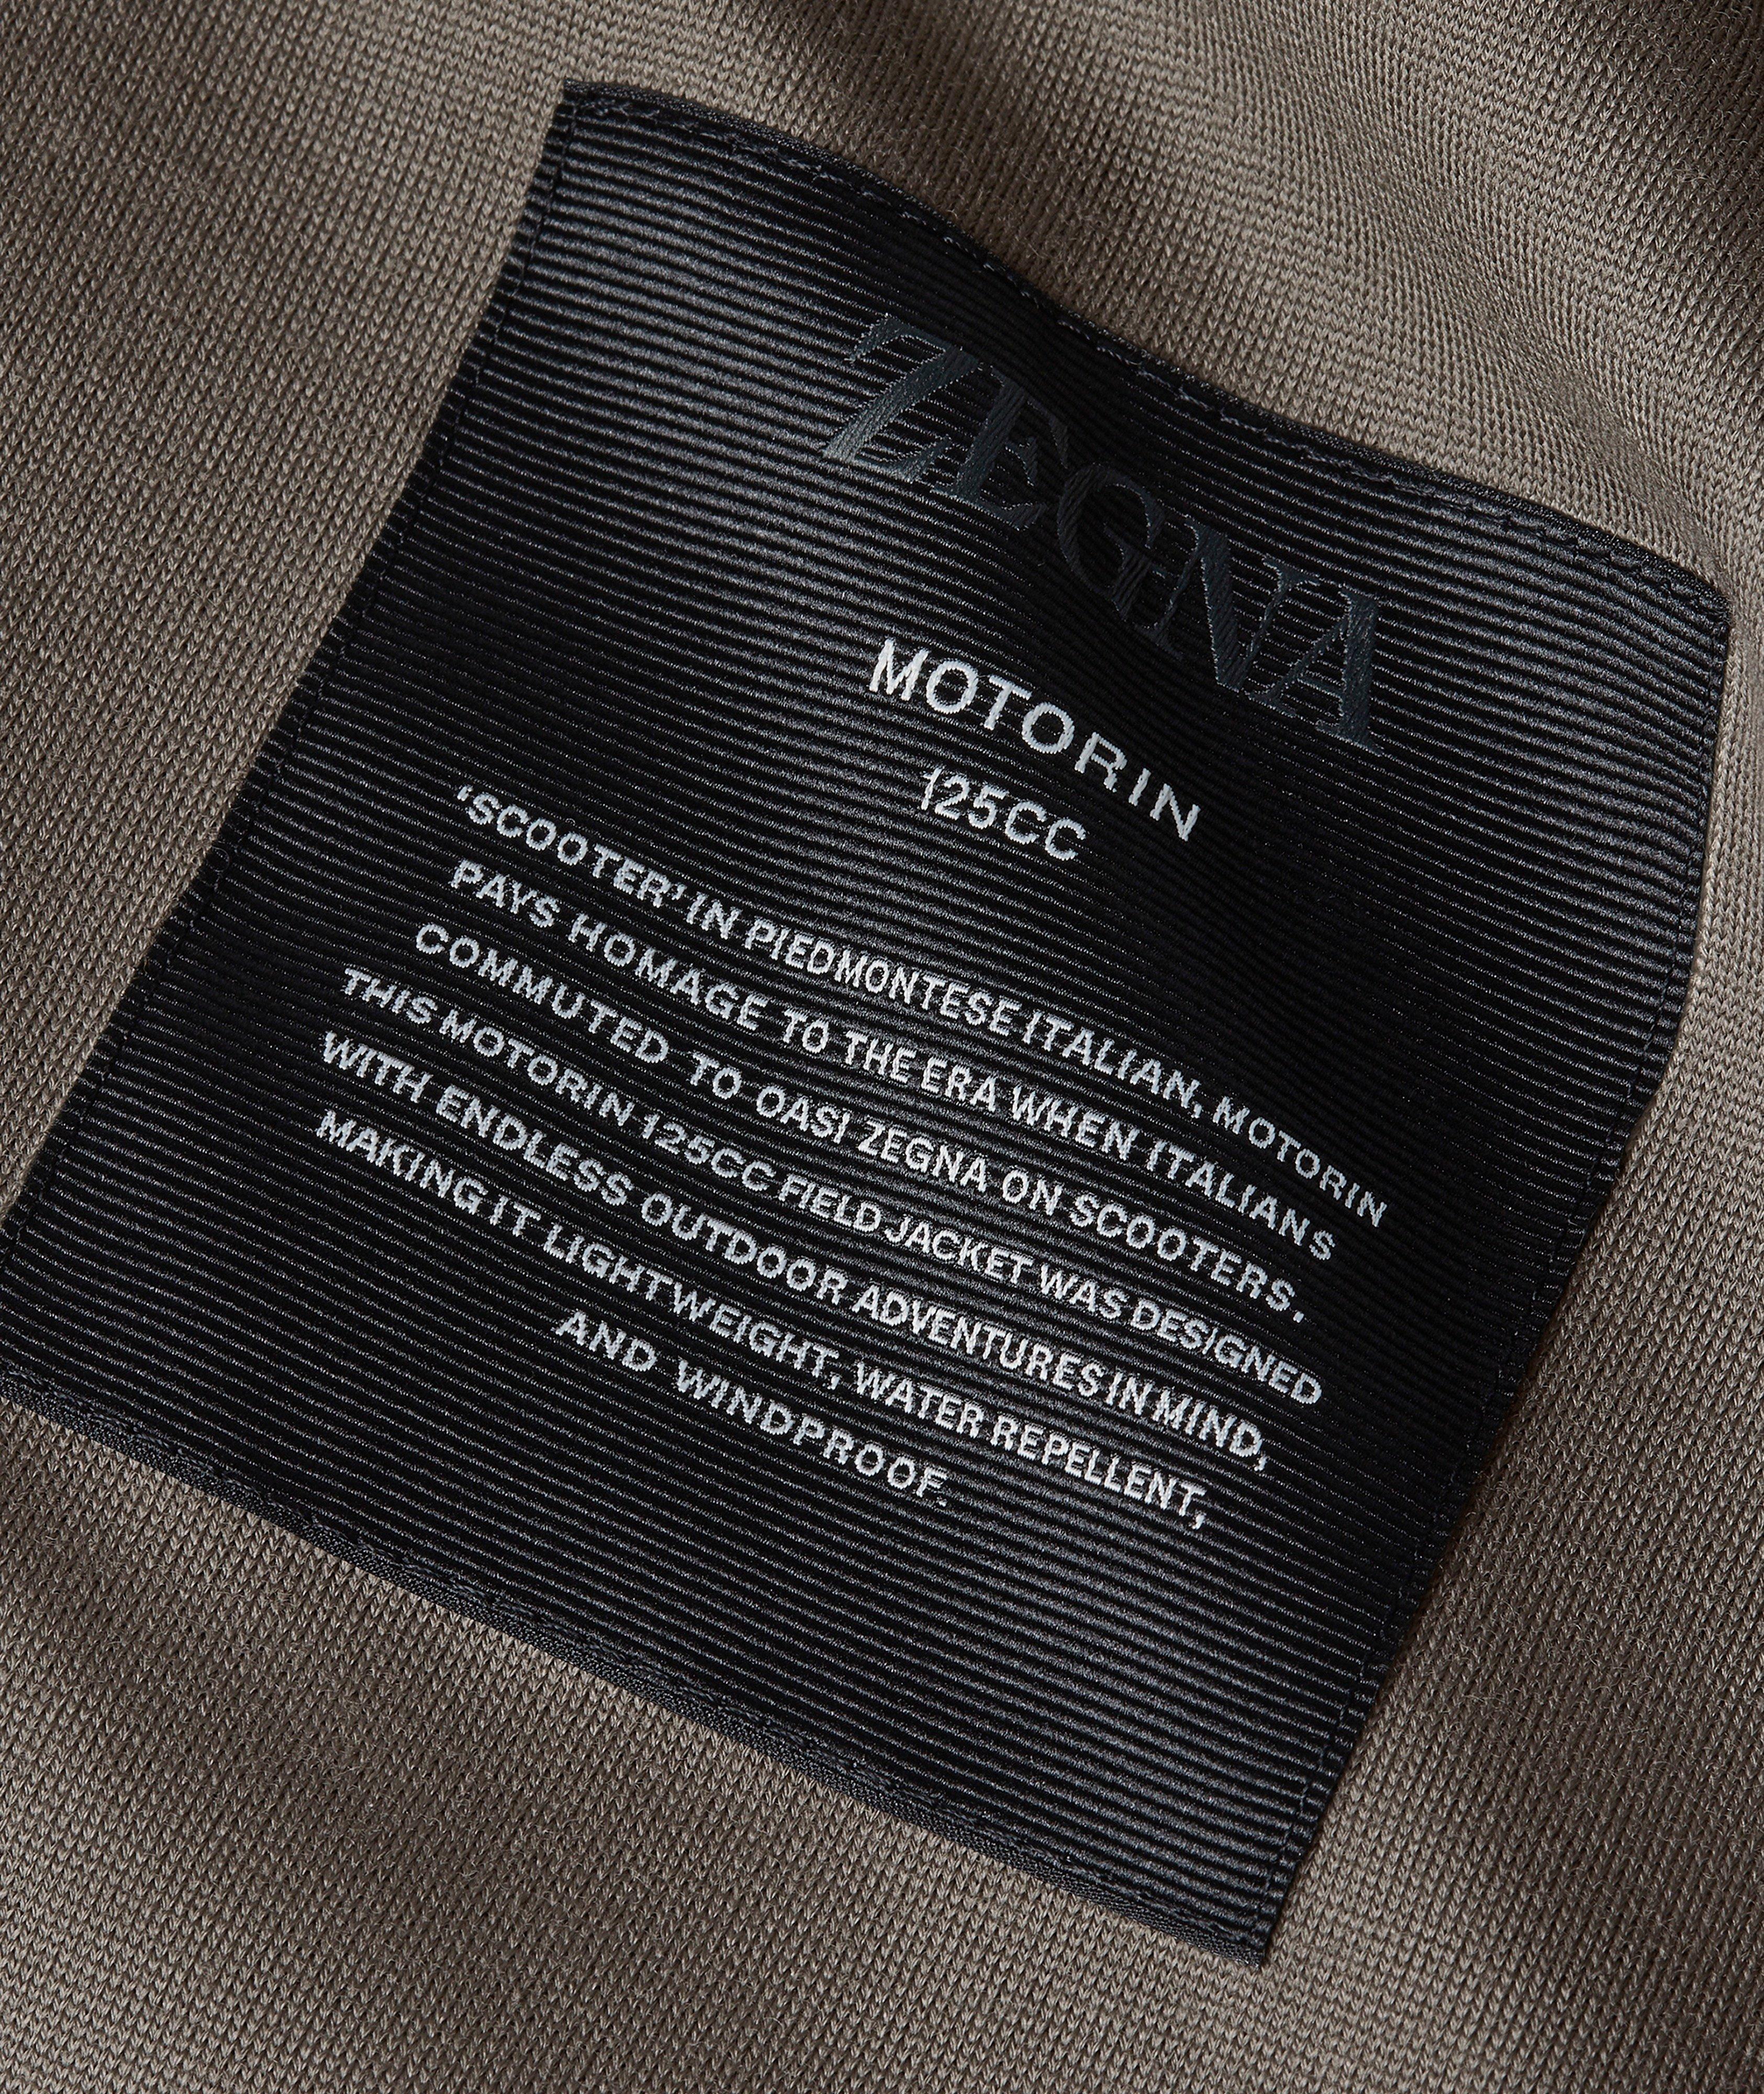 ZEGNA
MOTORIN
125CC
'SCOOTER' IN PIEDMONTESE ITALIAN, MOTORIN
PAYS HOMAGE TO THE ERA WHEN ITALIANS
COMMUTED TO OASI ZEGNA ON SCOOTERS.
THIS MOTORIN 125CC FIELD JACKET WAS DESIGNED
WITH ENDLESS OUTDOOR ADVENTURES IN MIND,
MAKING IT LIGHTWEIGHT, WATER REPELLENT,
AND WINDPROOF.